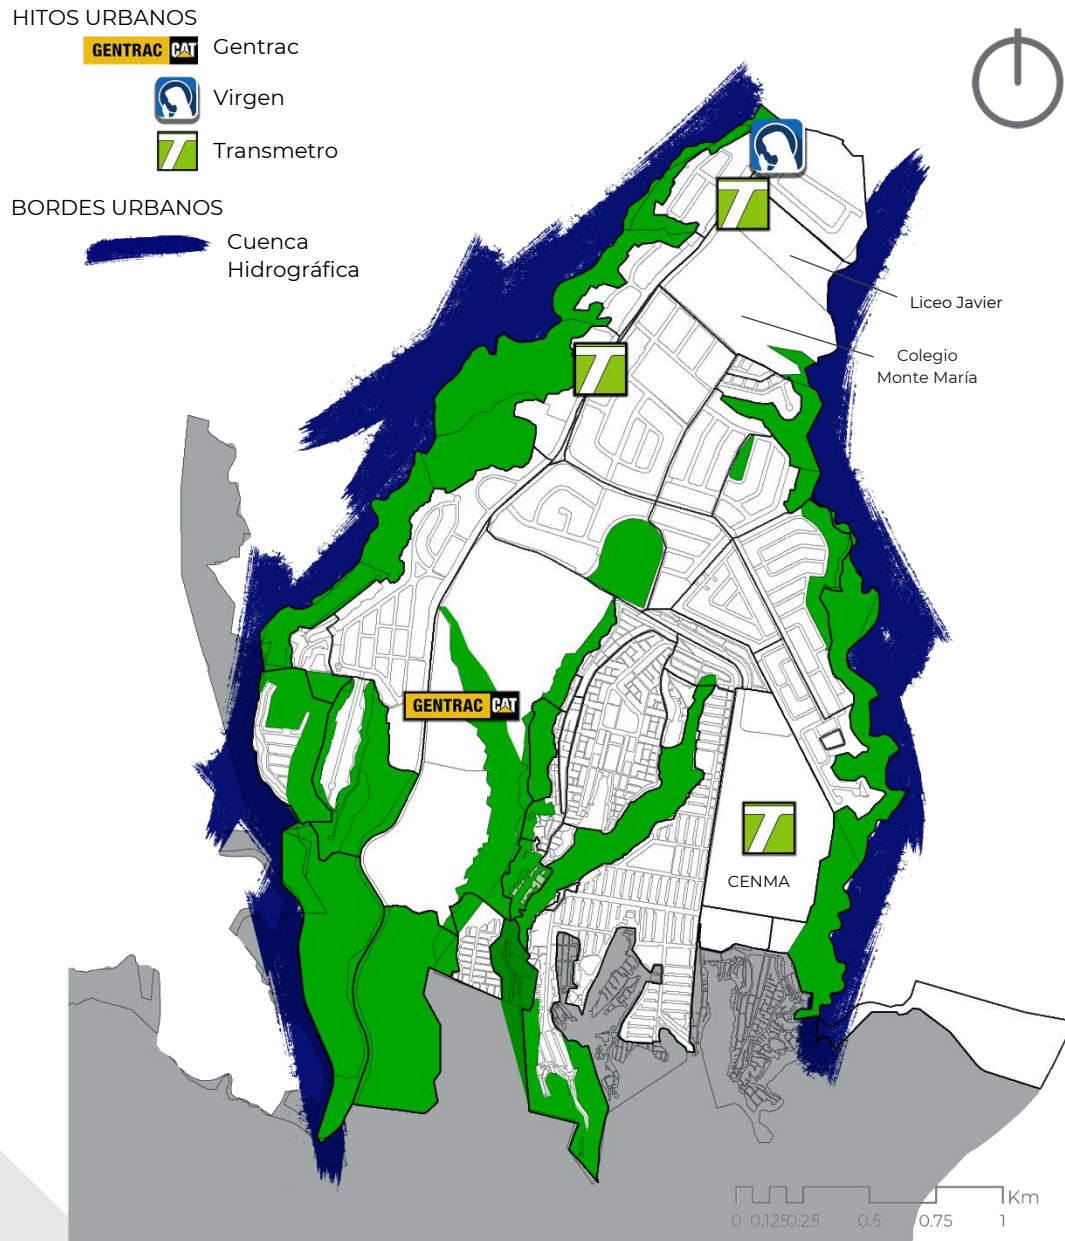 HITOS URBANOS
GENTRAC CAT Gentrac
Virgen
T Transmetro
BORDES URBANOS
Cuenca
Hidrográfica
T
Liceo Javier
T
Colegio
Monte María
GENTRAC CAT
T
CENMA
Km
0 0.125 0.25 0.5 0.75 1